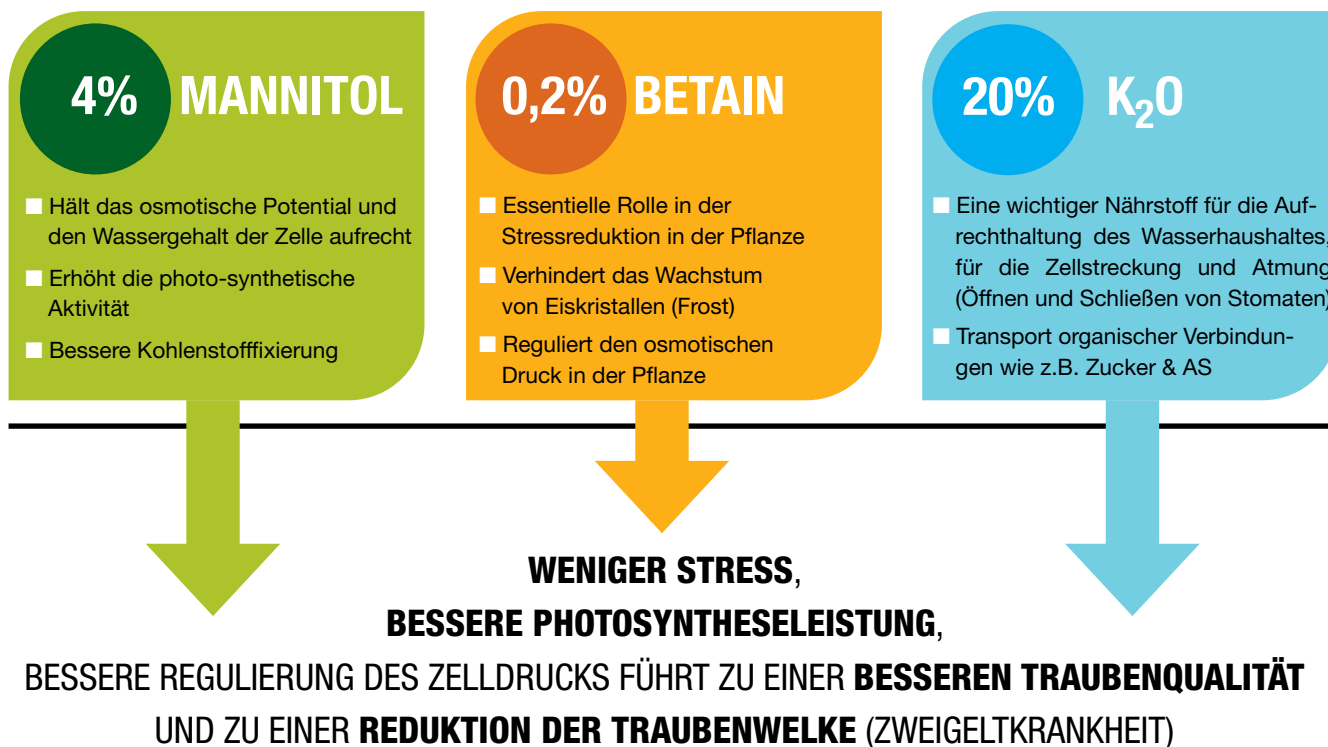 4% MANNITOL
Hält das osmotische Potential und
den Wassergehalt der Zelle aufrecht
Erhöht die photo-synthetische
Aktivität
Bessere Kohlenstofffixierung
0,2% BETAIN
Essentielle Rolle in der
Stressreduktion in der Pflanze
Verhindert das Wachstum
von Eiskristallen (Frost)
Reguliert den osmotischen
Druck in der Pflanze
20% K₂O
Eine wichtiger Nährstoff für die Auf-
rechthaltung des Wasserhaushaltes,
für die Zellstreckung und Atmung
(Öffnen und Schließen von Stomaten)
Transport organischer Verbindun-
gen wie z.B. Zucker & AS
WENIGER STRESS,
BESSERE PHOTOSYNTHESELEISTUNG,
BESSERE REGULIERUNG DES ZELLDRUCKS FÜHRT ZU EINER BESSEREN TRAUBENQUALITÄT
UND ZU EINER REDUKTION DER TRAUBENWELKE (ZWEIGELTKRANKHEIT)